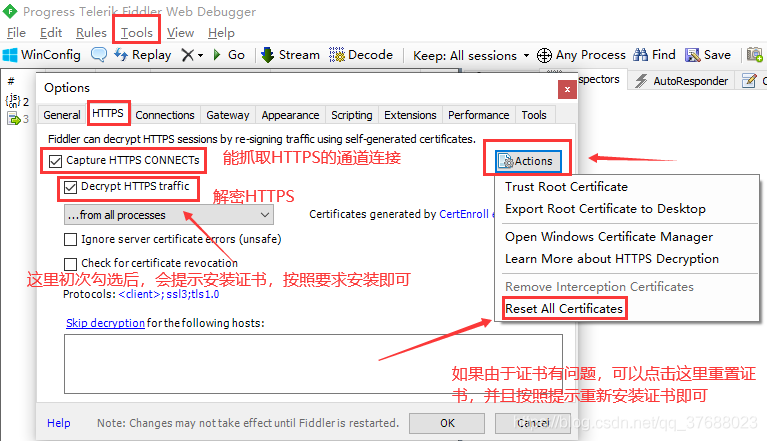 Progress Telerik Fiddler Web Debugger
File Edit Rules Tools View Help
WinConfig Replay Go Stream Decode Keep: All sessions Any Process Find Save
# Inspectors AutoResponder
2
3
Options
General HTTPS Connections Gateway Appearance Scripting Extensions Performance Tools
Fiddler can decrypt HTTPS sessions by re-signing traffic using self-generated certificates.
Capture HTTPS CONNECTs 能抓取HTTPS的通道连接 Actions
Decrypt HTTPS traffic 解密HTTPS
...from all processes Certificates generated by CertEnroll
Ignore server certificate errors (unsafe)
Check for certificate revocation
这里初次勾选后，会提示安装证书，按照要求安装即可
Protocols: <client>;ssl3;tls1.0
Skip decryption for the following hosts:
Trust Root Certificate
Export Root Certificate to Desktop
Open Windows Certificate Manager
Learn More about HTTPS Decryption
Remove Interception Certificates
Reset All Certificates
如果由于证书有问题，可以点击这里重置证
书，并且按照提示重新安装证书即可
Help Note: Changes may not take effect until Fiddler is restarted. OK Cancel
https://blog.csdn.net/qq_37688023